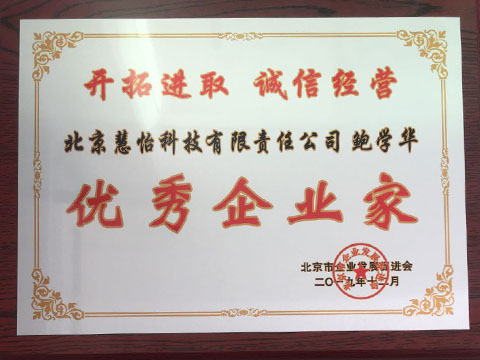 开拓进取 诚信经营
北京慧怡科技有限责任公司 鲍学华
优秀企业家
北京市企业发展促进会
二〇一九年十二月